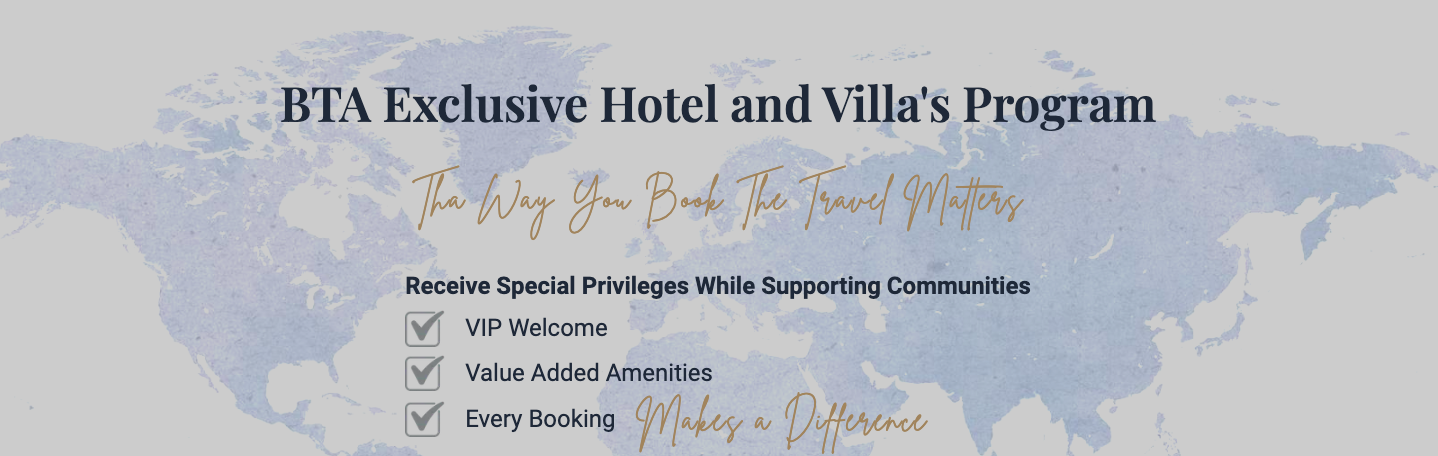 BTA Exclusive Hotel and Villa's Program
Tha Way You Book The Travel Matters
Receive Special Privileges While Supporting Communities
VIP Welcome
Value Added Amenities
Every Booking Makes a Difference